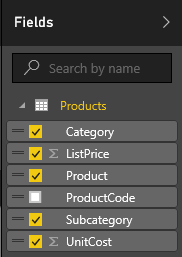 Fields
Search by name
Products
Category
Σ ListPrice
Product
ProductCode
Subcategory
Σ UnitCost